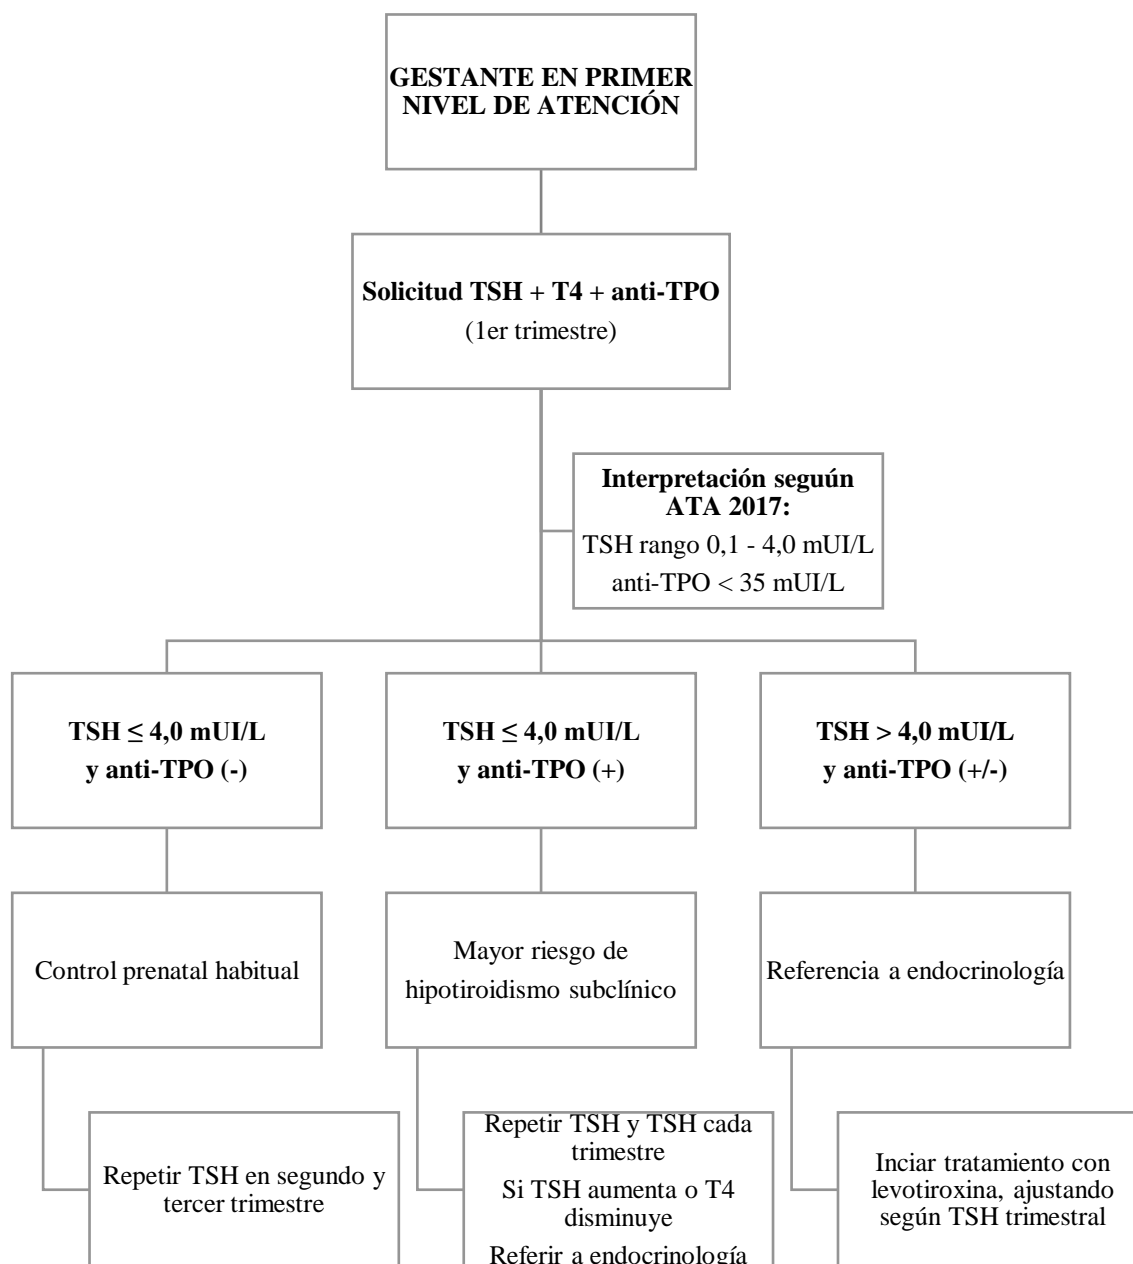 GESTANTE EN PRIMER
NIVEL DE ATENCIÓN
Solicitud TSH + T4 + anti-TPO
(1er trimestre)
Interpretación seguún
ATA 2017:
TSH rango 0,1 - 4,0 mUI/L
anti-TPO < 35 mUI/L
TSH ≤ 4,0 mUI/L
y anti-TPO (-)
TSH ≤ 4,0 mUI/L
y anti-TPO (+)
TSH > 4,0 mUI/L
y anti-TPO (+/-)
Control prenatal habitual
Mayor riesgo de
hipotiroidismo subclínico
Referencia a endocrinología
Repetir TSH en segundo y
tercer trimestre
Repetir TSH y TSH cada
trimestre
Si TSH aumenta o T4
disminuye
Referir a endocrinología
Inciar tratamiento con
levotiroxina, ajustando
según TSH trimestral